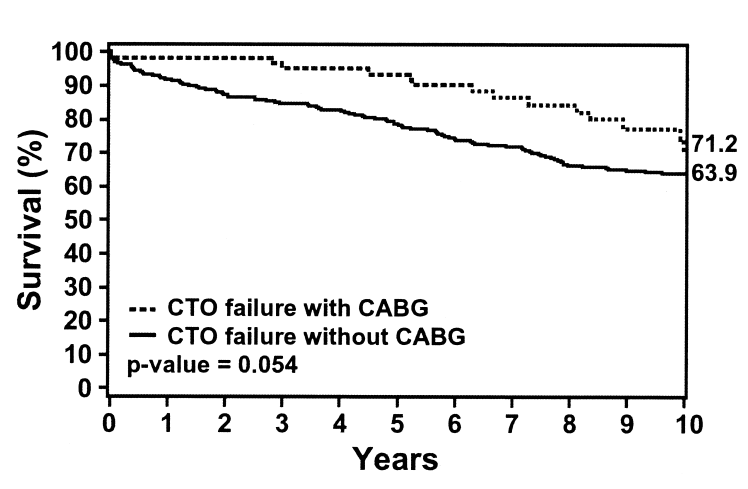 100
90
80
70
60
50
40
30
20
10
0
Survival (%)
71.2
63.9
CTO failure with CABG
CTO failure without CABG
p-value = 0.054
0 1 2 3 4 5 6 7 8 9 10
Years